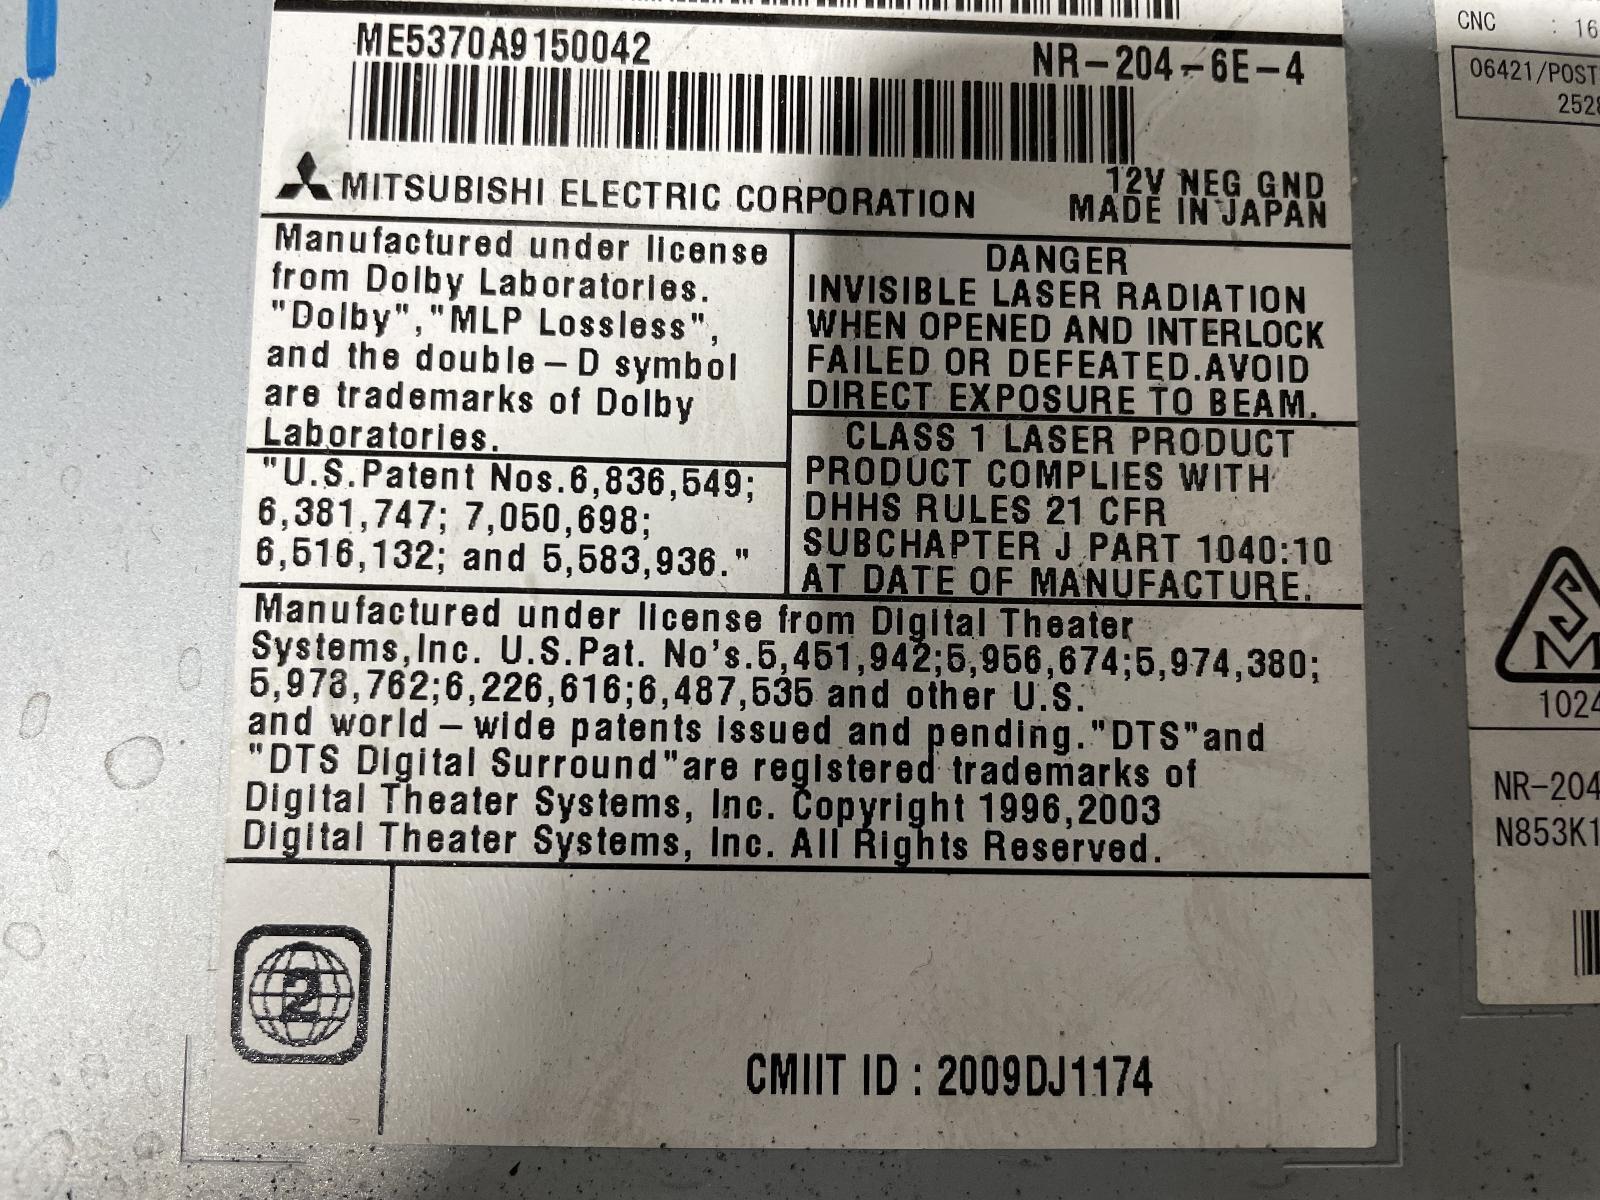 ME5370A9150042
NR-204-6E-4
MITSUBISHI ELECTRIC CORPORATION
12V NEG GND
MADE IN JAPAN
Manufactured under license
from Dolby Laboratories.
"Dolby","MLP Lossless",
and the double-D symbol
are trademarks of Dolby
Laboratories.
"U.S.Patent Nos.6,836,549;
6,381,747; 7,050,698;
6,516,132; and 5,583,936."
DANGER
INVISIBLE LASER RADIATION
WHEN OPENED AND INTERLOCK
FAILED OR DEFEATED.AVOID
DIRECT EXPOSURE TO BEAM.
CLASS 1 LASER PRODUCT
PRODUCT COMPLIES WITH
DHHS RULES 21 CFR
SUBCHAPTER J PART 1040:10
AT DATE OF MANUFACTURE.
Manufactured under license from Digital Theater
Systems,Inc. U.S.Pat. No's.5,451,942;5,956,674;5,974,380;
5,978,762;6,226,616;6,487,535 and other U.S.
and world-wide patents issued and pending."DTS"and
"DTS Digital Surround"are registered trademarks of
Digital Theater Systems, Inc. Copyright 1996,2003
Digital Theater Systems, Inc. All Rights Reserved.
2
CMIIT ID : 2009DJ1174
CNC : 16
06421/POST
252
1024
NR-204
N853K1